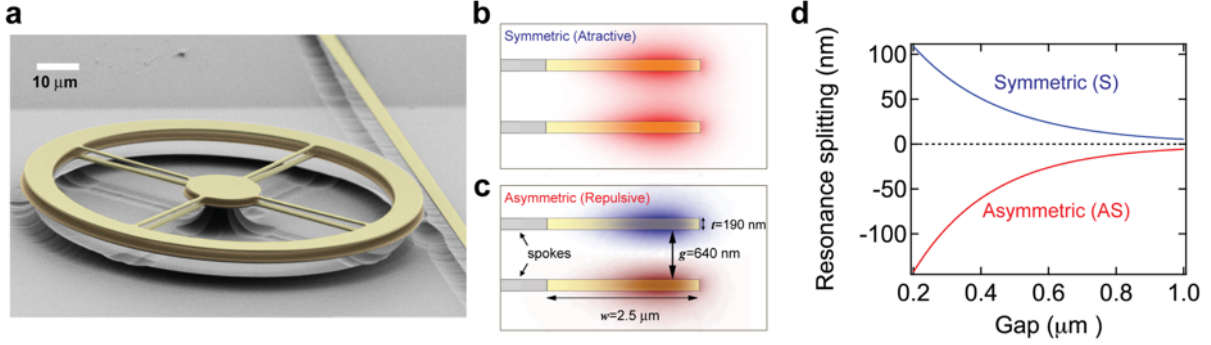 a
10 μm
b
Symmetric (Atractive)
c
Asymmetric (Repulsive)
t=190 nm
spokes
g=640 nm
w=2.5 μm
d
Resonance splitting (nm)
100
50
0
-50
-100
Symmetric (S)
Asymmetric (AS)
0.2
0.4
0.6
0.8
1.0
Gap (μm )